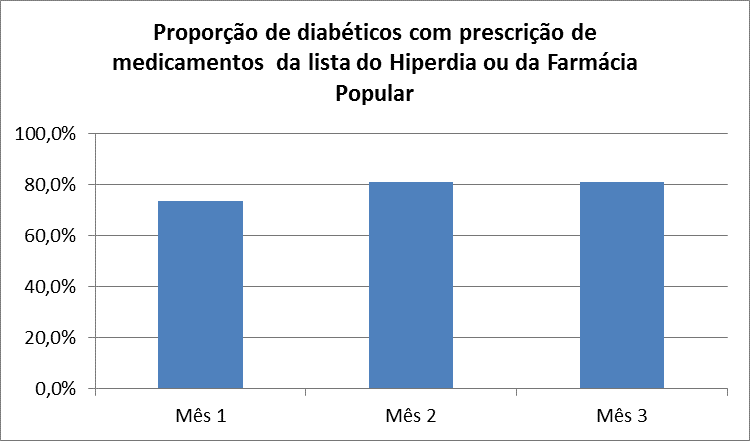 Proporção de diabéticos com prescrição de
medicamentos da lista do Hiperdia ou da Farmácia
Popular
100,0%
80,0%
60,0%
40,0%
20,0%
0,0%
Mês 1 Mês 2 Mês 3